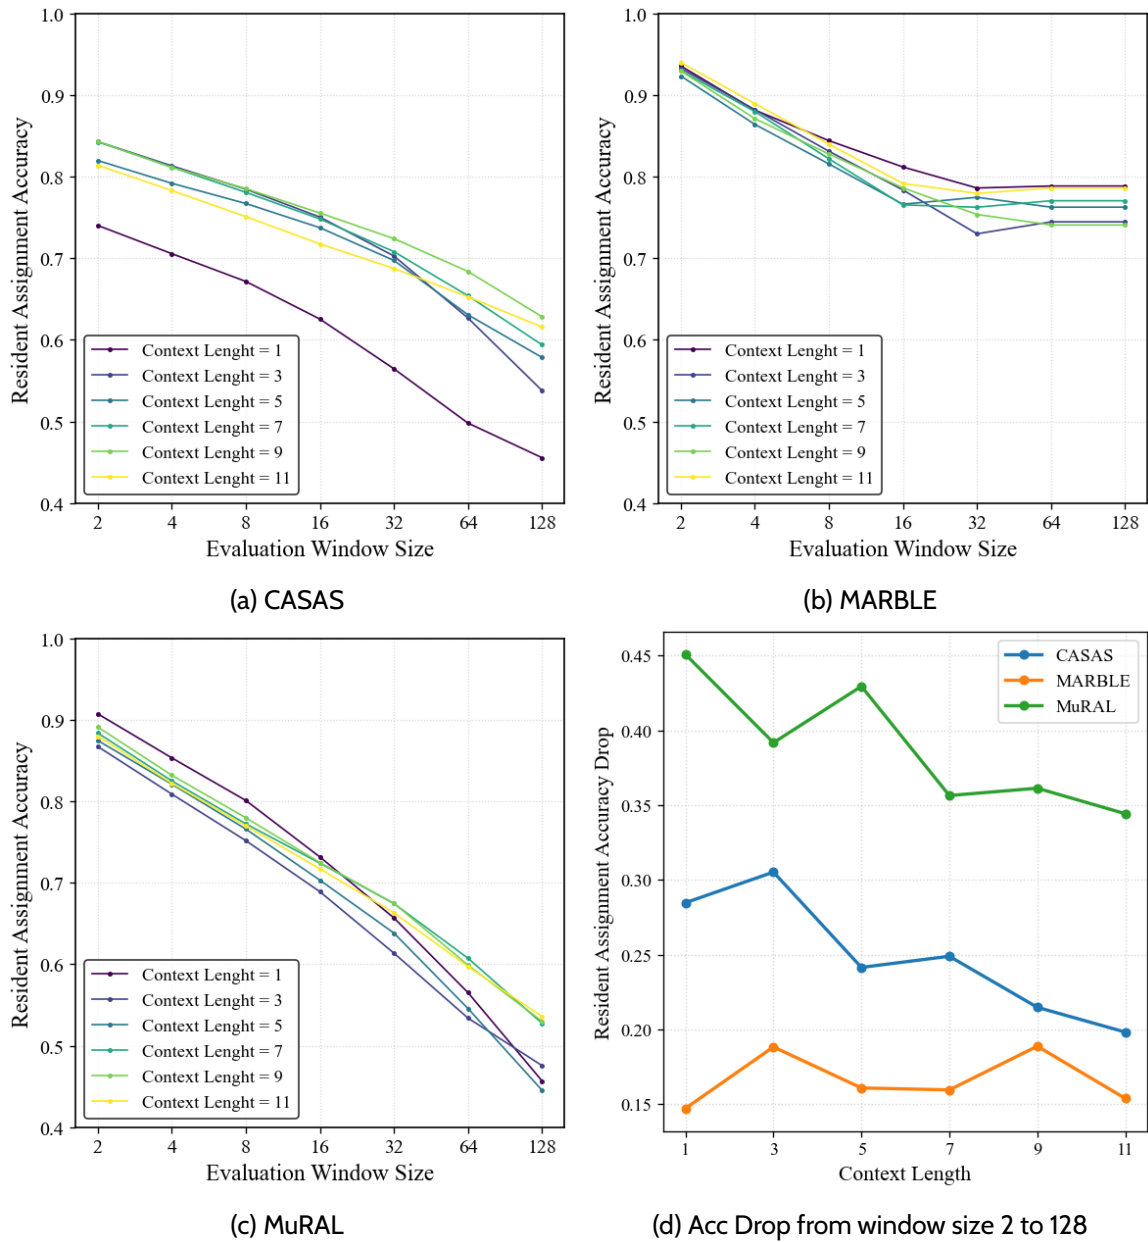 1.0
0.9
0.8
0.7
0.6
0.5
0.4
Resident Assignment Accuracy
Context Lenght = 1
Context Lenght = 3
Context Lenght = 5
Context Lenght = 7
Context Lenght = 9
Context Lenght = 11
2 4 8 16 32 64 128
Evaluation Window Size
(a) CASAS
1.0
0.9
0.8
0.7
0.6
0.5
0.4
Resident Assignment Accuracy
Context Lenght = 1
Context Lenght = 3
Context Lenght = 5
Context Lenght = 7
Context Lenght = 9
Context Lenght = 11
2 4 8 16 32 64 128
Evaluation Window Size
(b) MARBLE
1.0
0.9
0.8
0.7
0.6
0.5
0.4
Resident Assignment Accuracy
Context Lenght = 1
Context Lenght = 3
Context Lenght = 5
Context Lenght = 7
Context Lenght = 9
Context Lenght = 11
2 4 8 16 32 64 128
Evaluation Window Size
(c) MuRAL
0.45
0.40
0.35
0.30
0.25
0.20
0.15
Resident Assignment Accuracy Drop
CASAS
MARBLE
MuRAL
1 3 5 7 9 11
Context Length
(d) Acc Drop from window size 2 to 128